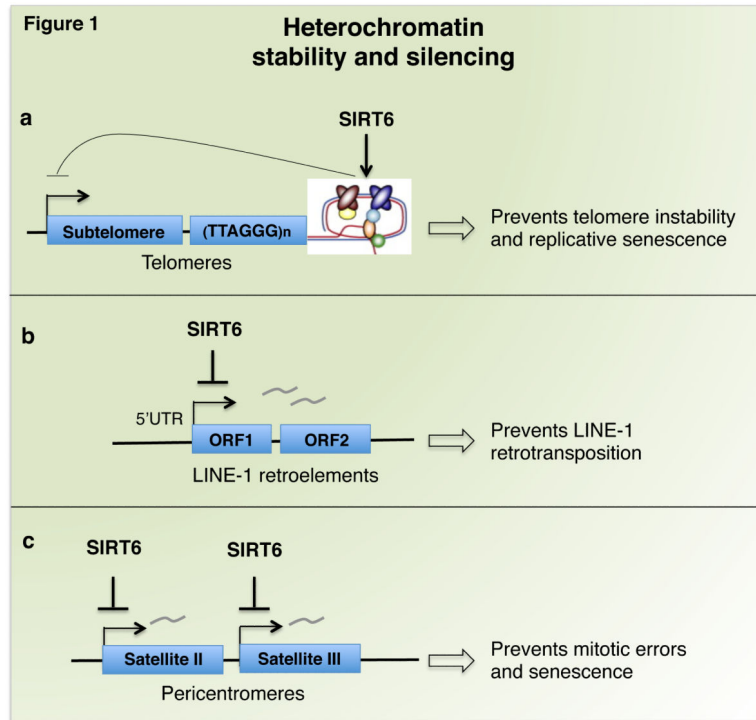 Figure 1
Heterochromatin
stability and silencing
a
SIRT6
Subtelomere
(TTAGGG)n
Telomeres
Prevents telomere instability
and replicative senescence
b
SIRT6
5'UTR
ORF1
ORF2
LINE-1 retroelements
Prevents LINE-1
retrotransposition
c
SIRT6
SIRT6
Satellite II
Satellite III
Pericentromeres
Prevents mitotic errors
and senescence